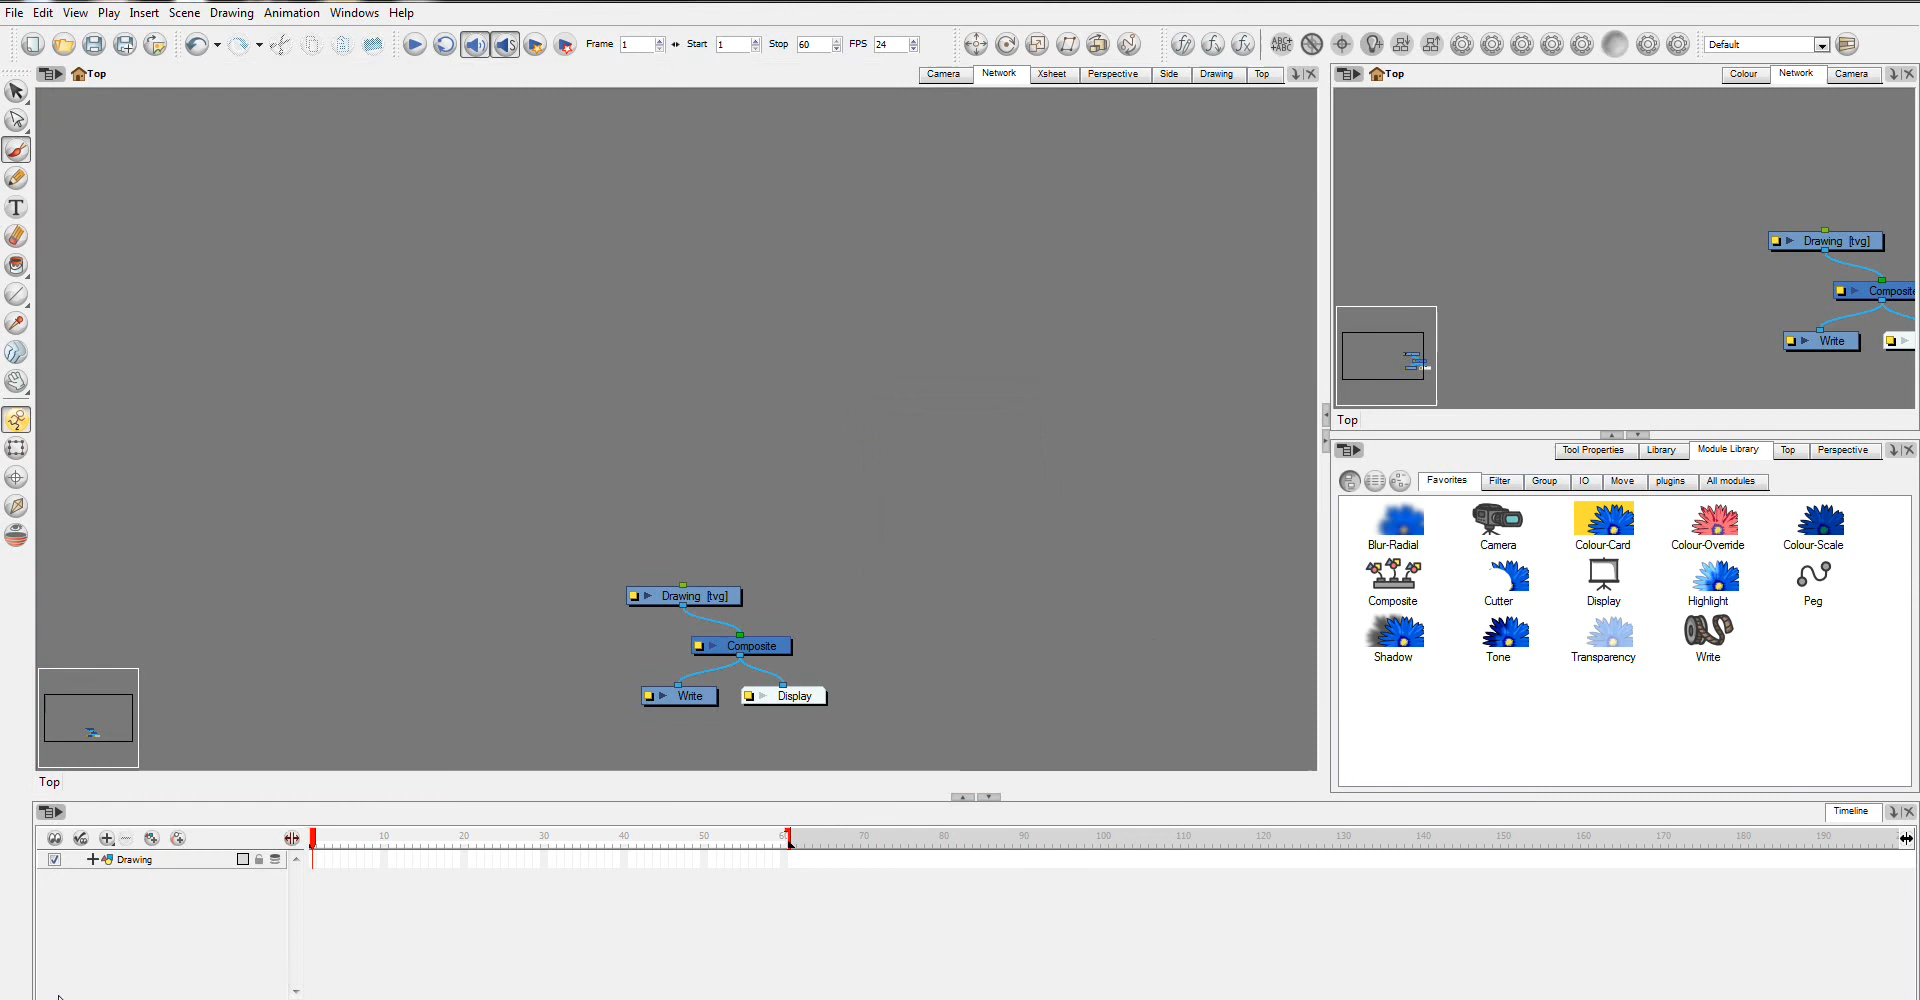 File Edit View Play Insert Scene Drawing Animation Windows Help
Frame 1 Start 1 Stop 60 FPS 24 Default
Top Camera Network Xsheet Perspective Side Drawing Top
Top Colour Network Camera
Drawing [tvg]
Composite
Write
Top
Tool Properties Library Module Library Top Perspective
Favorites Filter Group IO Move plugins All modules
Blur-Radial Camera Colour-Card Colour-Override Colour-Scale
Composite Cutter Display Highlight Peg
Shadow Tone Transparency Write
Drawing [tvg]
Composite
Write Display
Top
Timeline
10 20 30 40 50 60 70 80 90 100 110 120 130 140 150 160 170 180 190
Drawing